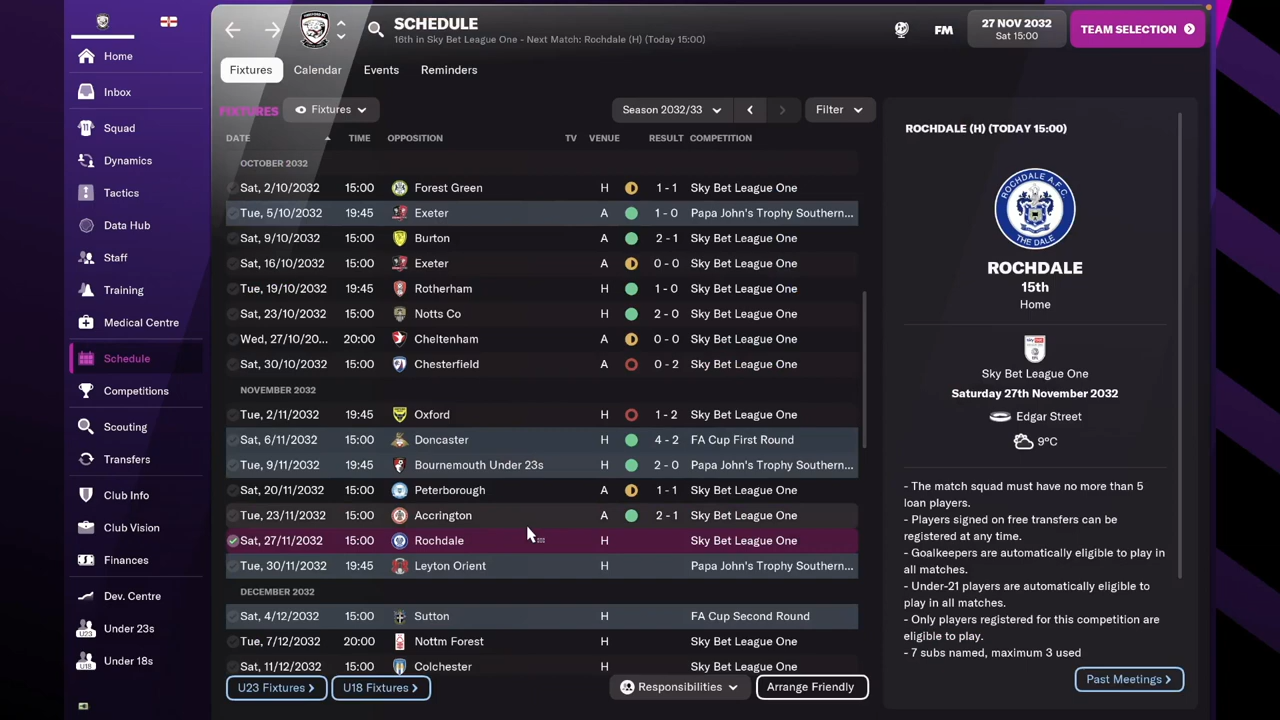 SCHEDULE
16th in Sky Bet League One - Next Match: Rochdale (H) (Today 15:00)
FM
27 NOV 2032
Sat 15:00
TEAM SELECTION
Home
Inbox
Squad
Dynamics
Tactics
Data Hub
Staff
Training
Medical Centre
Schedule
Competitions
Scouting
Transfers
Club Info
Club Vision
Finances
Dev. Centre
U23
Under 23s
U18
Under 18s
Fixtures Calendar Events Reminders
FIXTURES
Fixtures
Season 2032/33
Filter
DATE TIME OPPOSITION TV VENUE RESULT COMPETITION
OCTOBER 2032
Sat, 2/10/2032 15:00 Forest Green H 1 - 1 Sky Bet League One
Tue, 5/10/2032 19:45 Exeter A 1 - 0 Papa John's Trophy Southern...
Sat, 9/10/2032 15:00 Burton A 2 - 1 Sky Bet League One
Sat, 16/10/2032 15:00 Exeter A 0 - 0 Sky Bet League One
Tue, 19/10/2032 19:45 Rotherham H 1 - 0 Sky Bet League One
Sat, 23/10/2032 15:00 Notts Co H 2 - 0 Sky Bet League One
Wed, 27/10/20... 20:00 Cheltenham A 0 - 0 Sky Bet League One
Sat, 30/10/2032 15:00 Chesterfield A 0 - 2 Sky Bet League One
NOVEMBER 2032
Tue, 2/11/2032 19:45 Oxford H 1 - 2 Sky Bet League One
Sat, 6/11/2032 15:00 Doncaster H 4 - 2 FA Cup First Round
Tue, 9/11/2032 19:45 Bournemouth Under 23s H 2 - 0 Papa John's Trophy Southern...
Sat, 20/11/2032 15:00 Peterborough A 1 - 1 Sky Bet League One
Tue, 23/11/2032 15:00 Accrington A 2 - 1 Sky Bet League One
Sat, 27/11/2032 15:00 Rochdale H Sky Bet League One
Tue, 30/11/2032 19:45 Leyton Orient H Papa John's Trophy Southern...
DECEMBER 2032
Sat, 4/12/2032 15:00 Sutton H FA Cup Second Round
Tue, 7/12/2032 20:00 Nottm Forest H Sky Bet League One
Sat, 11/12/2032 15:00 Colchester H Sky Bet League One
U23 Fixtures
U18 Fixtures
Responsibilities
Arrange Friendly
ROCHDALE (H) (TODAY 15:00)
ROCHDALE A.F.C.
THE DALE
ROCHDALE
15th
Home
Sky Bet League One
Saturday 27th November 2032
Edgar Street
9°C
- The match squad must have no more than 5
loan players.
- Players signed on free transfers can be
registered at any time.
- Goalkeepers are automatically eligible to play in
all matches.
- Under-21 players are automatically eligible to
play in all matches.
- Only players registered for this competition are
eligible to play.
- 7 subs named, maximum 3 used
Past Meetings